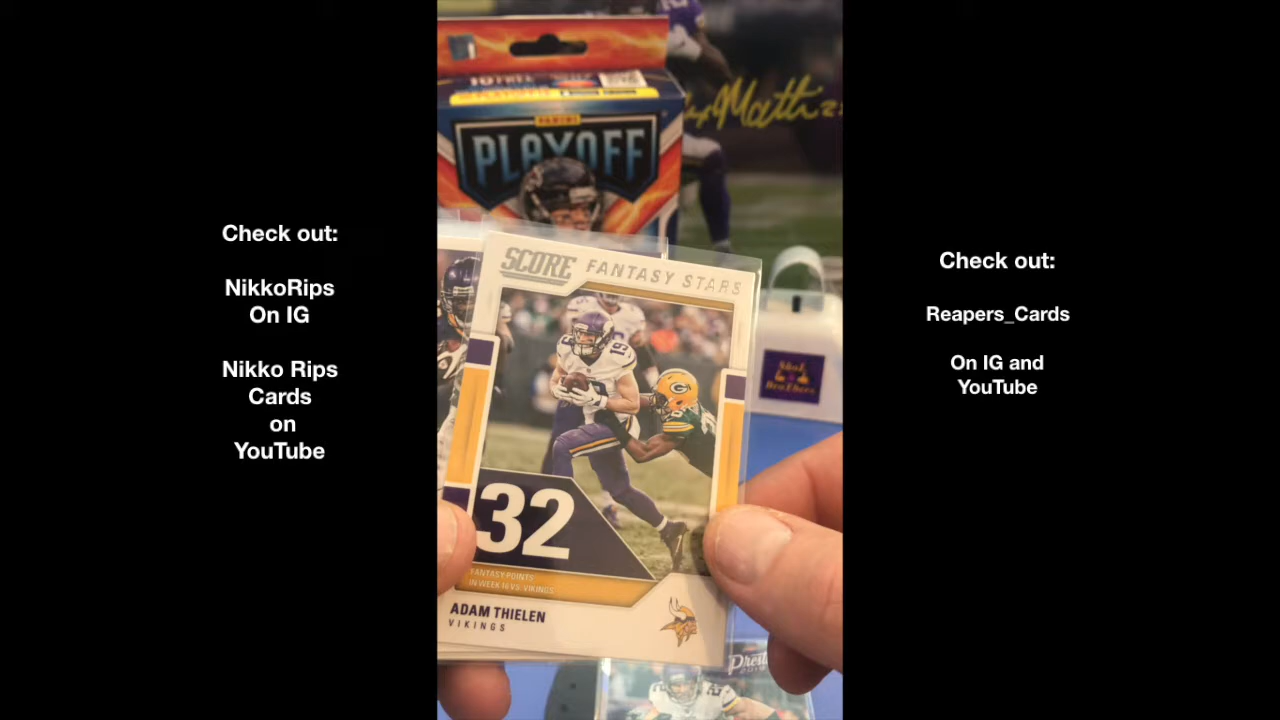 Check out:
NikkoRips
On IG
Nikko Rips
Cards
on
YouTube
PANINI
PLAYOFF
SCORE FANTASY STARS
19
G
32
FANTASY POINTS
IN WEEK 16 VS. VIKINGS
ADAM THIELEN
VIKINGS
Check out:
Reapers_Cards
On IG and
YouTube